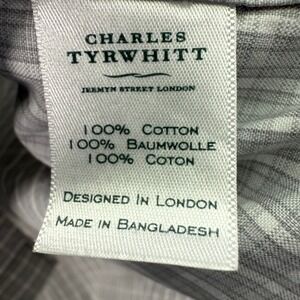 CHARLES
TYRWHITT
JERMYN STREET LONDON
100% COTTON
100% BAUMWOLLE
100% COTON
DESIGNED IN LONDON
MADE IN BANGLADESH